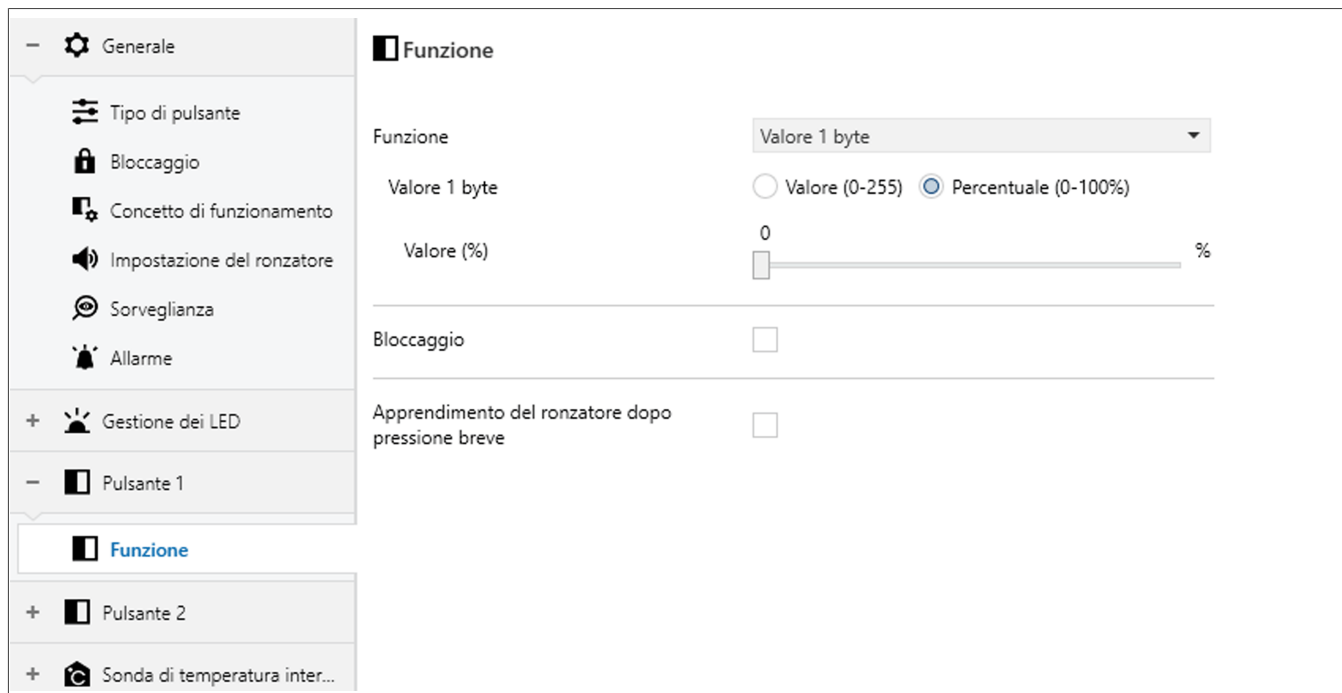 Generale
Tipo di pulsante
Bloccaggio
Concetto di funzionamento
Impostazione del ronzatore
Sorveglianza
Allarme
Gestione dei LED
Pulsante 1
Funzione
Pulsante 2
Sonda di temperatura inter...
Funzione
Funzione Valore 1 byte
Valore 1 byte Valore (0-255) Percentuale (0-100%)
0
Valore (%) %
Bloccaggio
Apprendimento del ronzatore dopo
pressione breve